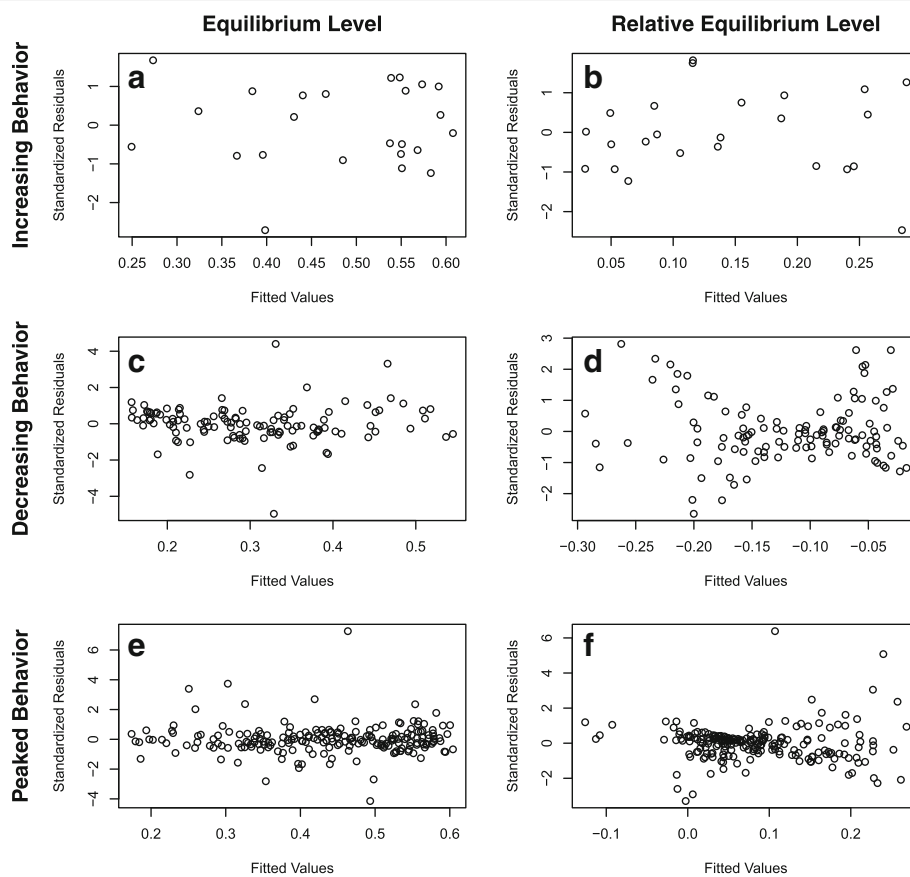 Equilibrium Level
Relative Equilibrium Level
Increasing Behavior
Standardized Residuals
a
1
0
−1
−2
0.25 0.30 0.35 0.40 0.45 0.50 0.55 0.60
Fitted Values
Standardized Residuals
b
1
0
−1
−2
0.05 0.10 0.15 0.20 0.25
Fitted Values
Decreasing Behavior
Standardized Residuals
c
4
2
0
−2
−4
0.2 0.3 0.4 0.5
Fitted Values
Standardized Residuals
d
3
2
1
0
−1
−2
−0.30 −0.25 −0.20 −0.15 −0.10 −0.05
Fitted Values
Peaked Behavior
Standardized Residuals
e
6
4
2
0
−2
−4
0.2 0.3 0.4 0.5 0.6
Fitted Values
Standardized Residuals
f
6
4
2
0
−2
−0.1 0.0 0.1 0.2
Fitted Values